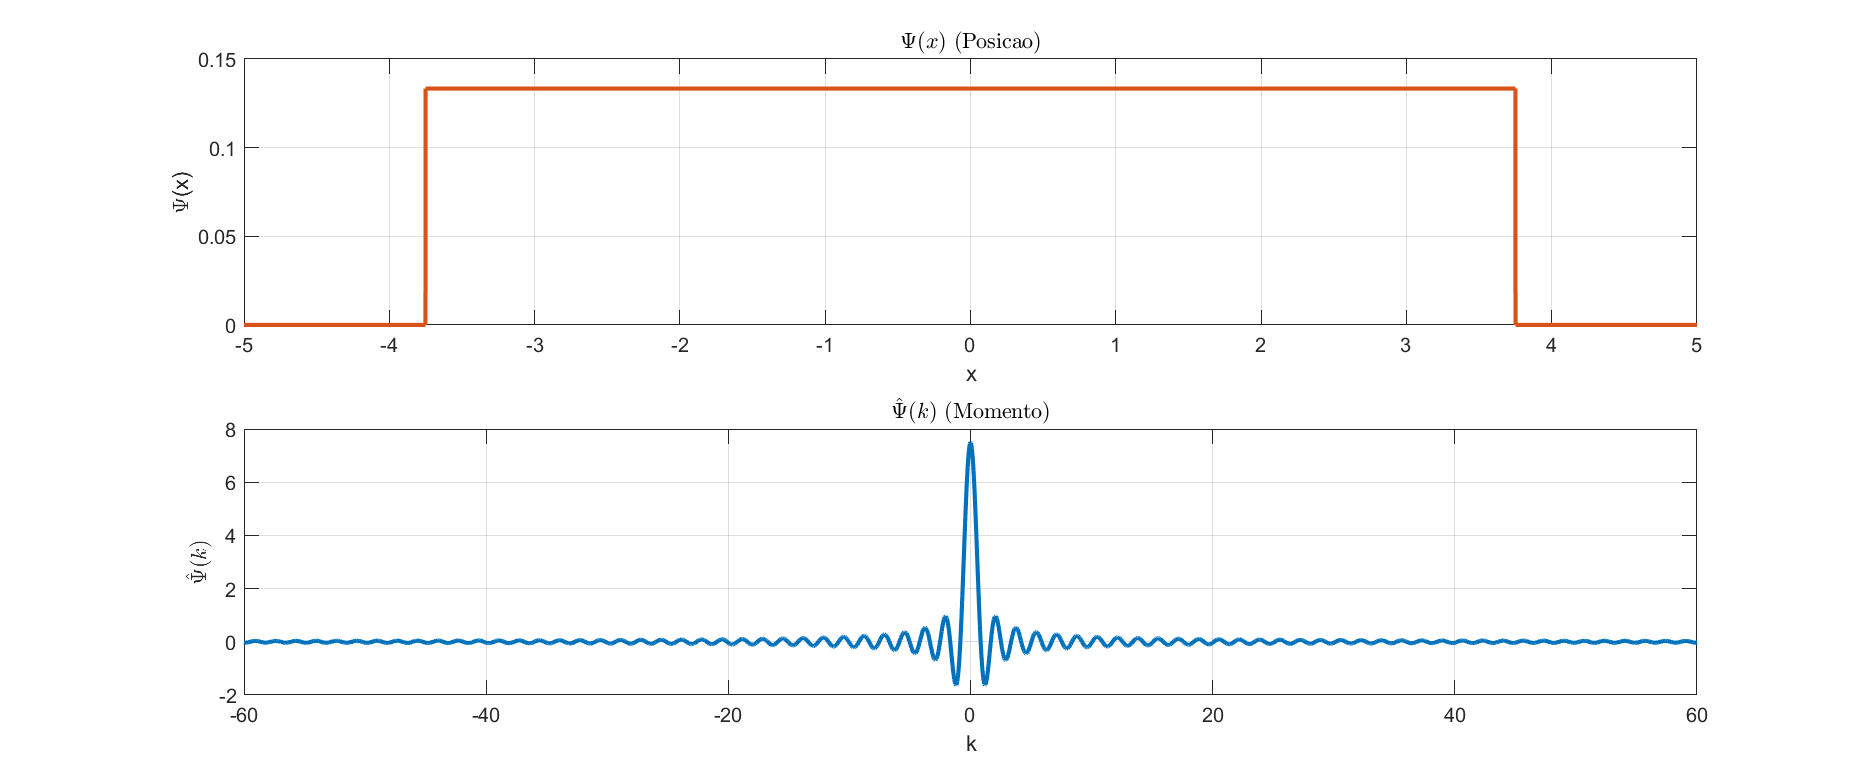 Ψ(x) (Posicao)
0.15
0.1
0.05
0
Ψ(x)
-5 -4 -3 -2 -1 0 1 2 3 4 5
x
Ψ̂(k) (Momento)
8
6
4
2
0
-2
Ψ̂(k)
-60 -40 -20 0 20 40 60
k